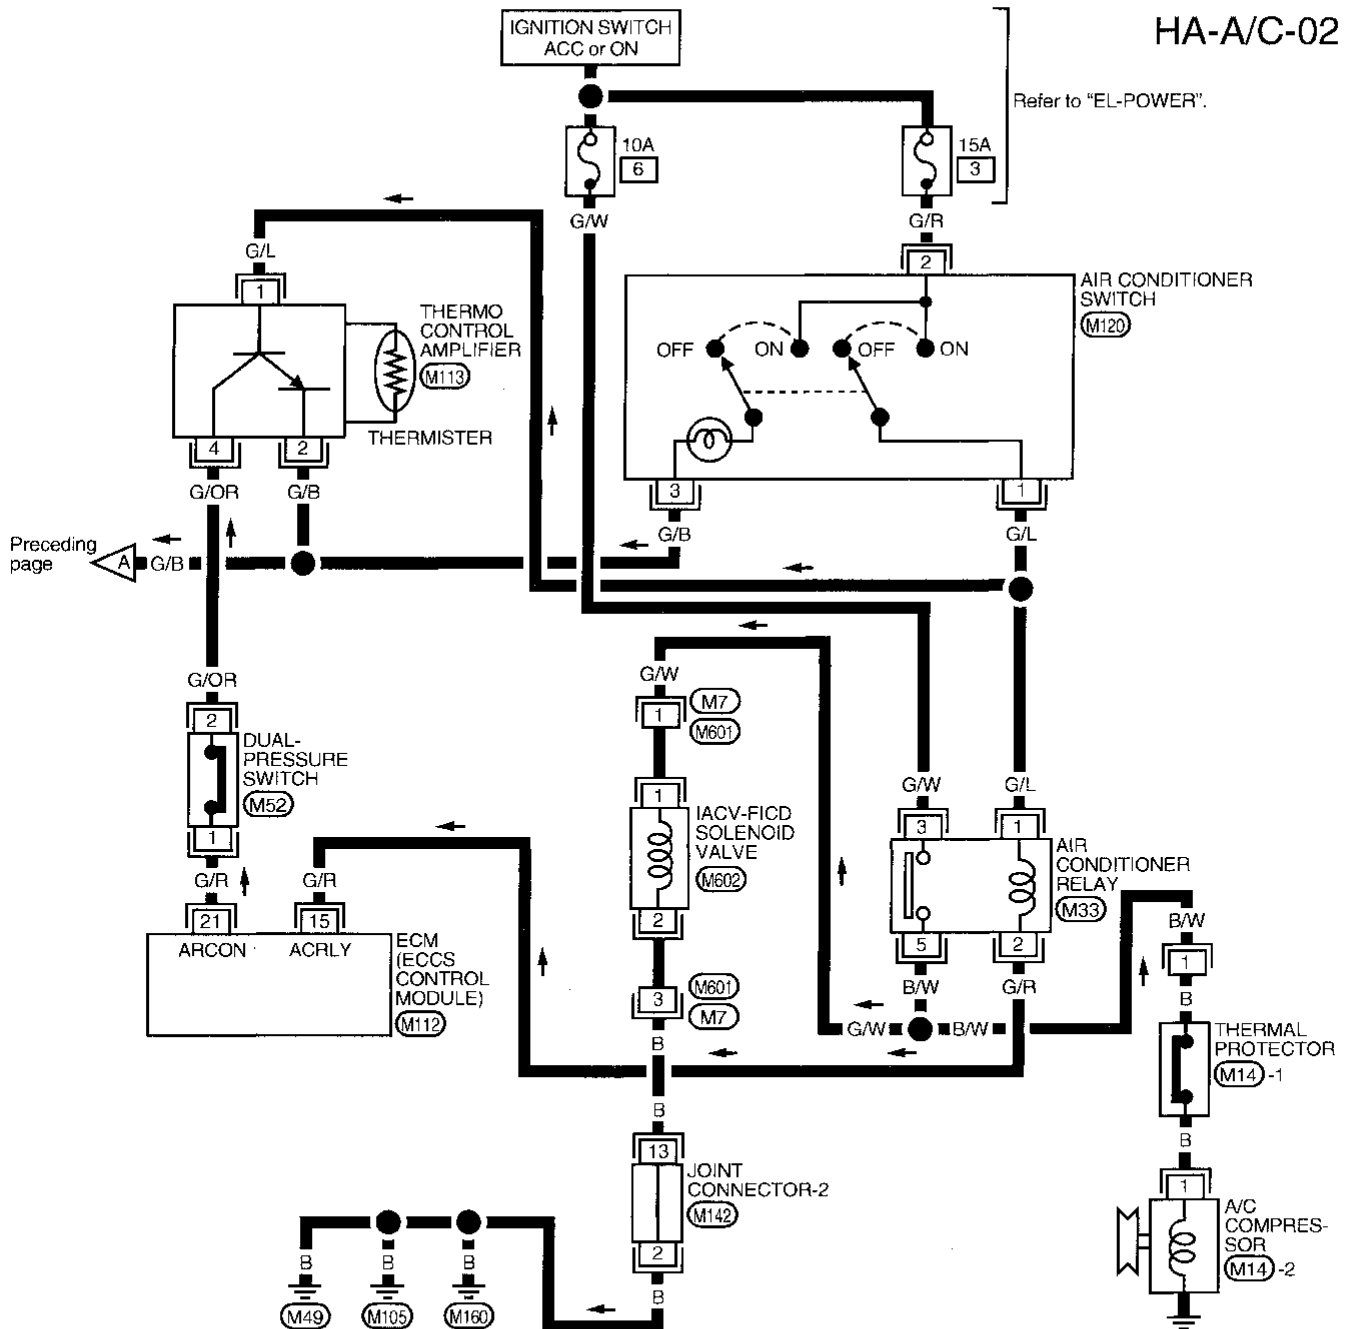 HA-A/C-02
IGNITION SWITCH
ACC or ON
Refer to "EL-POWER".
10A
6
15A
3
G/W
G/R
G/L
1
2
AIR CONDITIONER
SWITCH
M120
THERMO
CONTROL
AMPLIFIER
M113
OFF
ON
OFF
ON
THERMISTER
4
2
3
1
G/OR
G/B
G/B
G/L
Preceding
page
A
G/B
G/OR
G/W
2
1
M7
M601
DUAL-
PRESSURE
SWITCH
M52
1
G/W
G/L
1
3
1
IACV-FICD
SOLENOID
VALVE
M602
AIR
CONDITIONER
RELAY
M33
G/R
G/R
21
15
ARCON
ACRLY
ECM
(ECCS
CONTROL
MODULE)
M112
2
5
2
B/W
1
B/W
G/R
B
3
M601
M7
G/W
B/W
B
THERMAL
PROTECTOR
M14 -1
B
B
13
JOINT
CONNECTOR-2
M142
2
1
A/C
COMPRES-
SOR
M14 -2
B
B
B
B
M49
M105
M160